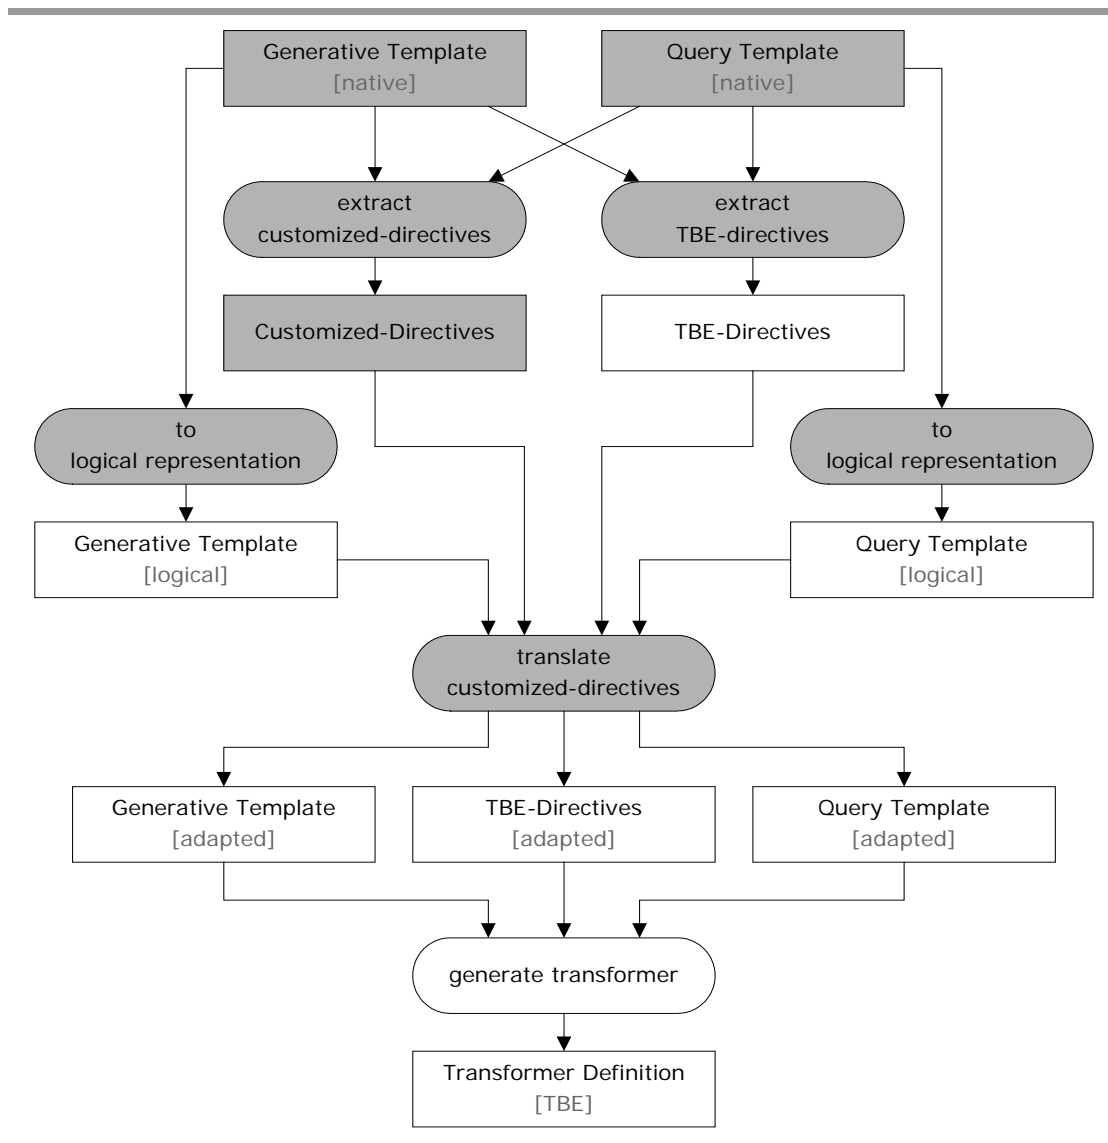 Generative Template
[native]
Query Template
[native]
extract
customized-directives
extract
TBE-directives
Customized-Directives
TBE-Directives
to
logical representation
to
logical representation
Generative Template
[logical]
Query Template
[logical]
translate
customized-directives
Generative Template
[adapted]
TBE-Directives
[adapted]
Query Template
[adapted]
generate transformer
Transformer Definition
[TBE]